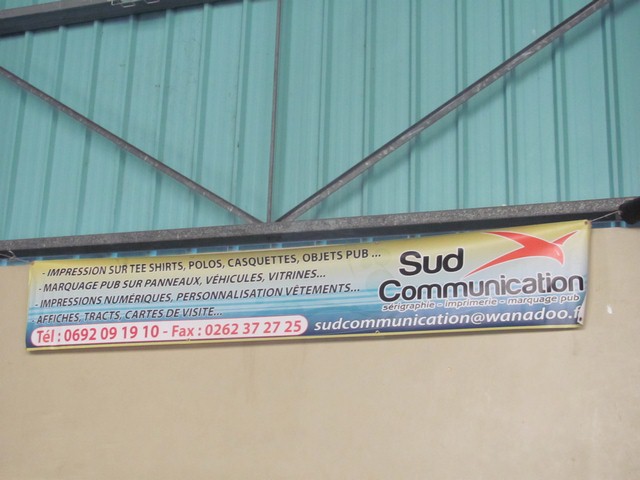 - IMPRESSION SUR TEE SHIRTS, POLOS, CASQUETTES, OBJETS PUB ...
- MARQUAGE PUB SUR PANNEAUX, VÉHICULES, VITRINES...
- IMPRESSIONS NUMÉRIQUES, PERSONNALISATION VÊTEMENTS...
- AFFICHES, TRACTS, CARTES DE VISITE...
Tél : 0692 09 19 10 - Fax : 0262 37 27 25
Sud
Communication
sérigraphie - imprimerie - marquage pub
sudcommunication@wanadoo.f